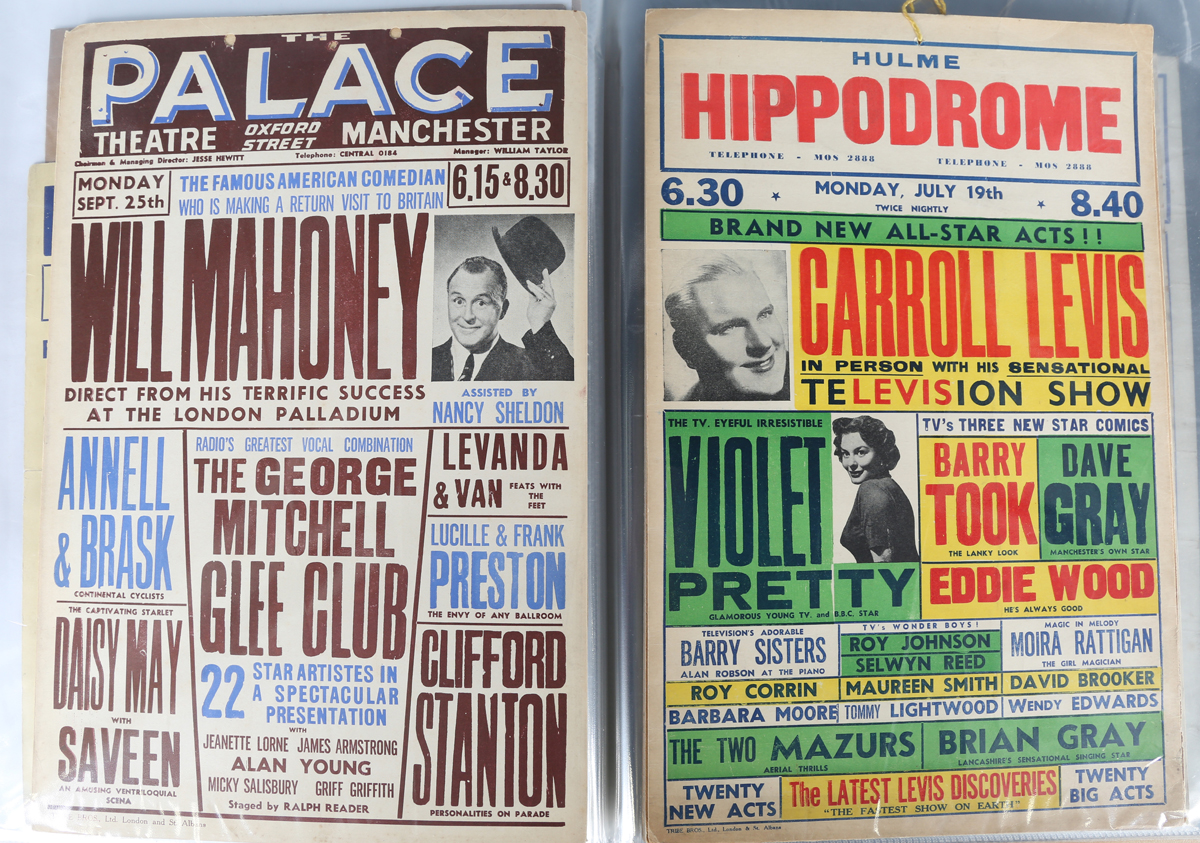 THE
PALACE
THEATRE OXFORD STREET MANCHESTER
Chairman & Managing Director: JESSE HEWITT Telephone: CENTRAL 0184 Manager: WILLIAM TAYLOR
MONDAY
SEPT. 25th
THE FAMOUS AMERICAN COMEDIAN
WHO IS MAKING A RETURN VISIT TO BRITAIN
6.15 & 8.30
WILL MAHONEY
DIRECT FROM HIS TERRIFIC SUCCESS
AT THE LONDON PALLADIUM
ASSISTED BY
NANCY SHELDON
ANNELL
& BRASK
CONTINENTAL CYCLISTS
THE CAPTIVATING STARLET
DAISY MAY
WITH
SAVEEN
AN AMUSING VENTRILOQUIAL
SCENA
RADIO'S GREATEST VOCAL COMBINATION
THE GEORGE
MITCHELL
GLEE CLUB
22 STAR ARTISTES IN
A SPECTACULAR
PRESENTATION
WITH
JEANETTE LORNE JAMES ARMSTRONG
ALAN YOUNG
MICKY SALISBURY GRIFF GRIFFITH
Staged by RALPH READER
LEVANDA
& VAN FEATS WITH THE FEET
LUCILLE & FRANK
PRESTON
THE ENVY OF ANY BALLROOM
CLIFFORD
STANTON
PERSONALITIES ON PARADE
BROS., Ltd. London and St. Albans
HULME
HIPPODROME
TELEPHONE - MOS 2888 TELEPHONE - MOS 2888
6.30 MONDAY, JULY 19th 8.40
TWICE NIGHTLY
BRAND NEW ALL-STAR ACTS!!
CARROLL LEVIS
IN PERSON WITH HIS SENSATIONAL
TELEVISION SHOW
THE TV. EYEFUL IRRESISTIBLE
VIOLET
PRETTY
GLAMOROUS YOUNG TV. and B.B.C. STAR
TV's THREE NEW STAR COMICS
BARRY
TOOK
THE LANKY LOOK
DAVE
GRAY
MANCHESTER'S OWN STAR
EDDIE WOOD
HE'S ALWAYS GOOD
TELEVISION'S ADORABLE
BARRY SISTERS
ALAN ROBSON AT THE PIANO
TV's WONDER BOYS!
ROY JOHNSON
SELWYN REED
MAGIC IN MELODY
MOIRA RATTIGAN
THE GIRL MAGICIAN
ROY CORRIN MAUREEN SMITH DAVID BROOKER
BARBARA MOORE TOMMY LIGHTWOOD WENDY EDWARDS
THE TWO MAZURS
AERIAL THRILLS
BRIAN GRAY
LANCASHIRE'S SENSATIONAL SINGING STAR
TWENTY
NEW ACTS
The LATEST LEVIS DISCOVERIES
"THE FASTEST SHOW ON EARTH"
TWENTY
BIG ACTS
TRIBE BROS., Ltd., London & St. Albans